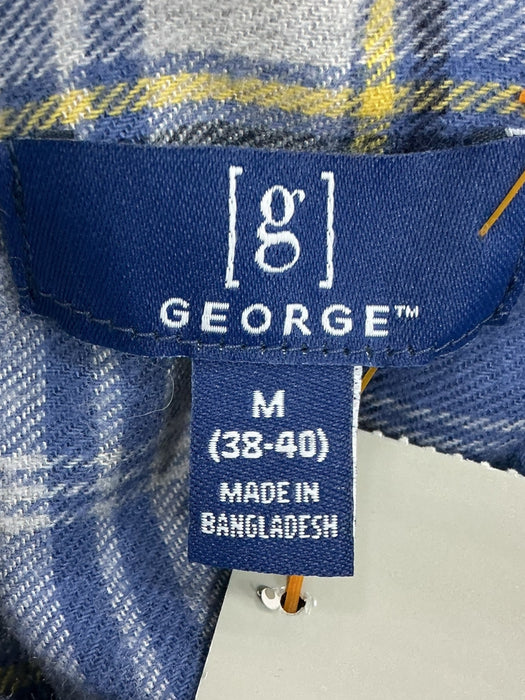 [g]
GEORGE™
M
(38-40)
MADE IN
BANGLADESH